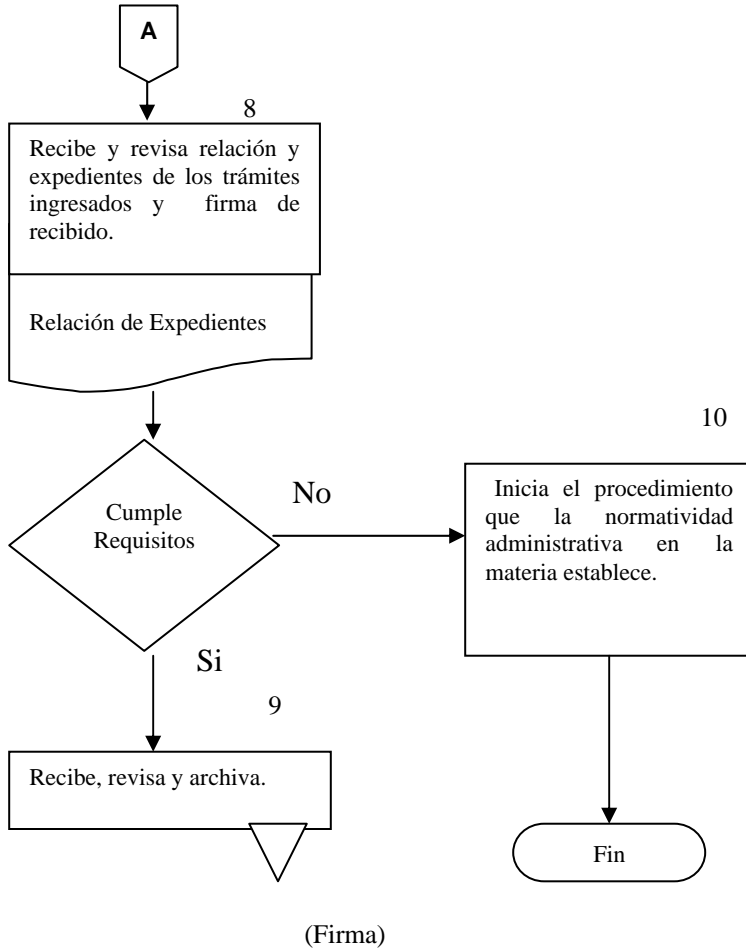 A
8
Recibe y revisa relación y
expedientes de los trámites
ingresados y firma de
recibido.
Relación de Expedientes
Cumple
Requisitos
No
10
Inicia el procedimiento
que la normatividad
administrativa en la
materia establece.
Si
9
Recibe, revisa y archiva.
Fin
(Firma)